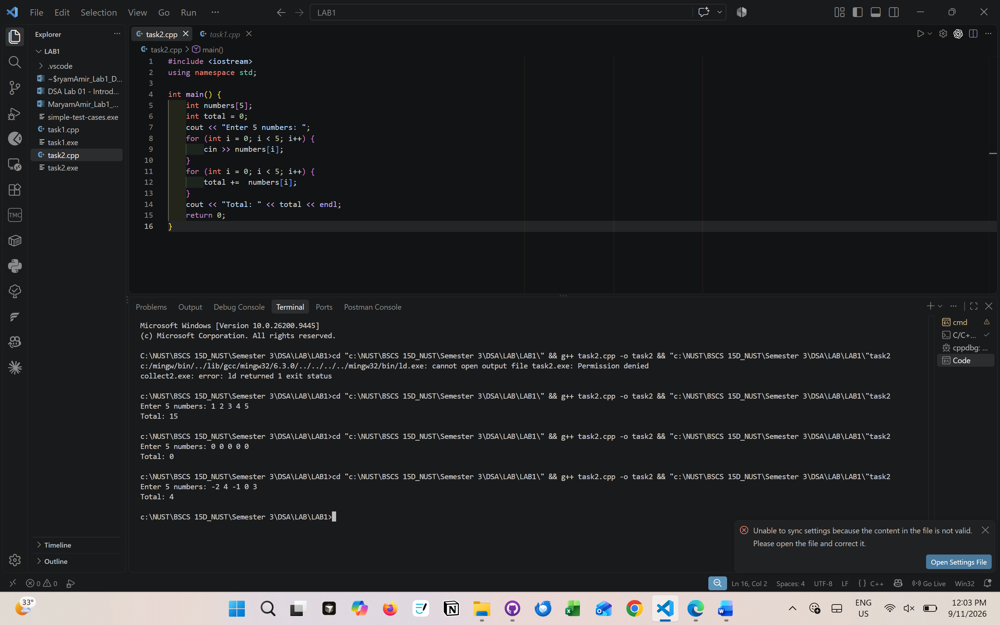 File Edit Selection View Go Run ···
LAB1
Explorer ···
LAB1
.vscode
~$ryamAmir_Lab1_D...
DSA Lab 01 - Introd...
MaryamAmir_Lab1_...
simple-test-cases.exe
task1.cpp
task1.exe
task2.cpp
task2.exe
Timeline
Outline
TMC
task2.cpp task1.cpp
task2.cpp > main()
1 #include <iostream>
2 using namespace std;
3
4 int main() {
5 int numbers[5];
6 int total = 0;
7 cout << "Enter 5 numbers: ";
8 for (int i = 0; i < 5; i++) {
9 cin >> numbers[i];
10 }
11 for (int i = 0; i < 5; i++) {
12 total +=  numbers[i];
13 }
14 cout << "Total: " << total << endl;
15 return 0;
16 }
Problems Output Debug Console Terminal Ports Postman Console
Microsoft Windows [Version 10.0.26200.9445]
(c) Microsoft Corporation. All rights reserved.
C:\NUST\BSCS 15D_NUST\Semester 3\DSA\LAB\LAB1>cd "c:\NUST\BSCS 15D_NUST\Semester 3\DSA\LAB\LAB1\" && g++ task2.cpp -o task2 && "c:\NUST\BSCS 15D_NUST\Semester 3\DSA\LAB\LAB1\"task2
c:/mingw/bin/../lib/gcc/mingw32/6.3.0/../../../../mingw32/bin/ld.exe: cannot open output file task2.exe: Permission denied
collect2.exe: error: ld returned 1 exit status
c:\NUST\BSCS 15D_NUST\Semester 3\DSA\LAB\LAB1>cd "c:\NUST\BSCS 15D_NUST\Semester 3\DSA\LAB\LAB1\" && g++ task2.cpp -o task2 && "c:\NUST\BSCS 15D_NUST\Semester 3\DSA\LAB\LAB1\"task2
Enter 5 numbers: 1 2 3 4 5
Total: 15
c:\NUST\BSCS 15D_NUST\Semester 3\DSA\LAB\LAB1>cd "c:\NUST\BSCS 15D_NUST\Semester 3\DSA\LAB\LAB1\" && g++ task2.cpp -o task2 && "c:\NUST\BSCS 15D_NUST\Semester 3\DSA\LAB\LAB1\"task2
Enter 5 numbers: 0 0 0 0 0
Total: 0
c:\NUST\BSCS 15D_NUST\Semester 3\DSA\LAB\LAB1>cd "c:\NUST\BSCS 15D_NUST\Semester 3\DSA\LAB\LAB1\" && g++ task2.cpp -o task2 && "c:\NUST\BSCS 15D_NUST\Semester 3\DSA\LAB\LAB1\"task2
Enter 5 numbers: -2 4 -1 0 3
Total: 4
c:\NUST\BSCS 15D_NUST\Semester 3\DSA\LAB\LAB1>
cmd
C/C+...
cppdbg: ...
Code
Unable to sync settings because the content in the file is not valid.
Please open the file and correct it.
Open Settings File
0 0
Ln 16, Col 2 Spaces: 4 UTF-8 LF { } C++ Go Live Win32
33°
ENG
US
12:03 PM
9/11/2026